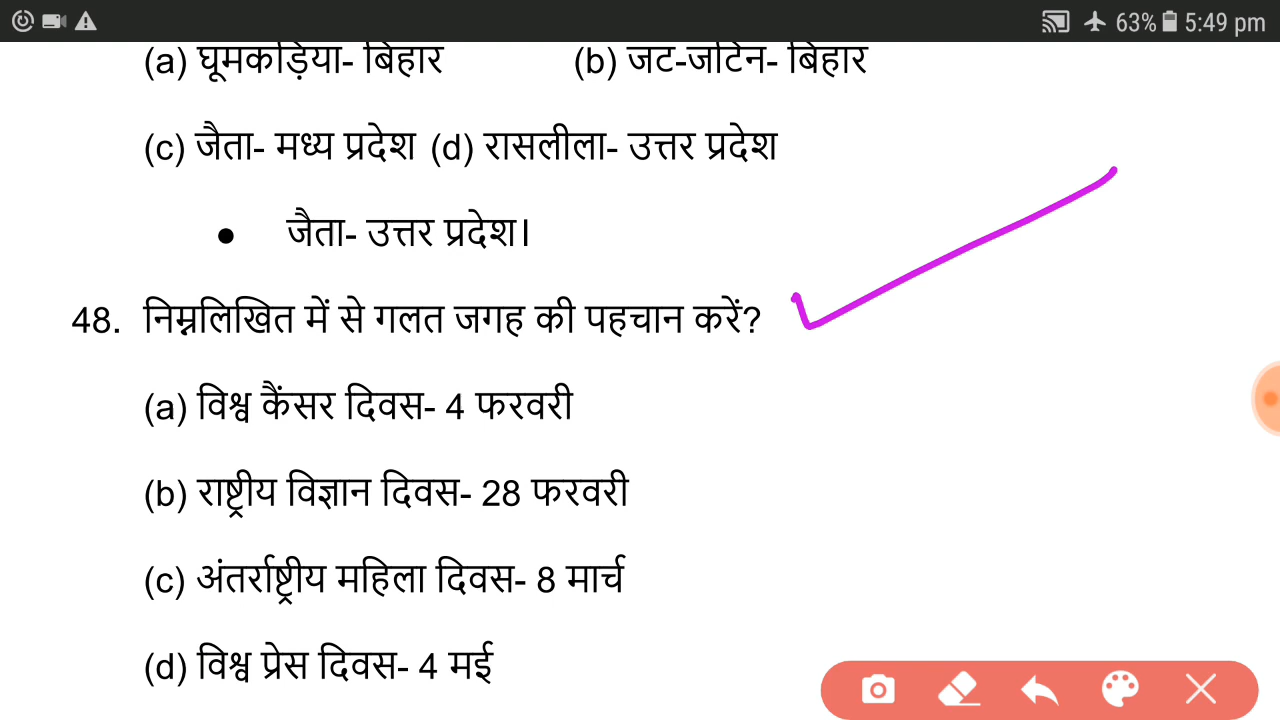 63% 5:49 pm
(a) घूमकड़िया- बिहार (b) जट-जटिन- बिहार
(c) जैता- मध्य प्रदेश (d) रासलीला- उत्तर प्रदेश
• जैता- उत्तर प्रदेश।
48. निम्नलिखित में से गलत जगह की पहचान करें?
(a) विश्व कैंसर दिवस- 4 फरवरी
(b) राष्ट्रीय विज्ञान दिवस- 28 फरवरी
(c) अंतर्राष्ट्रीय महिला दिवस- 8 मार्च
(d) विश्व प्रेस दिवस- 4 मई